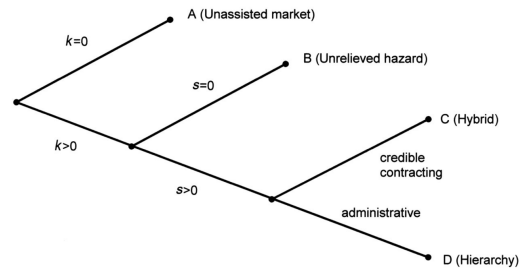 A (Unassisted market)
k=0
B (Unrelieved hazard)
s=0
C (Hybrid)
k>0
credible
contracting
s>0
administrative
D (Hierarchy)